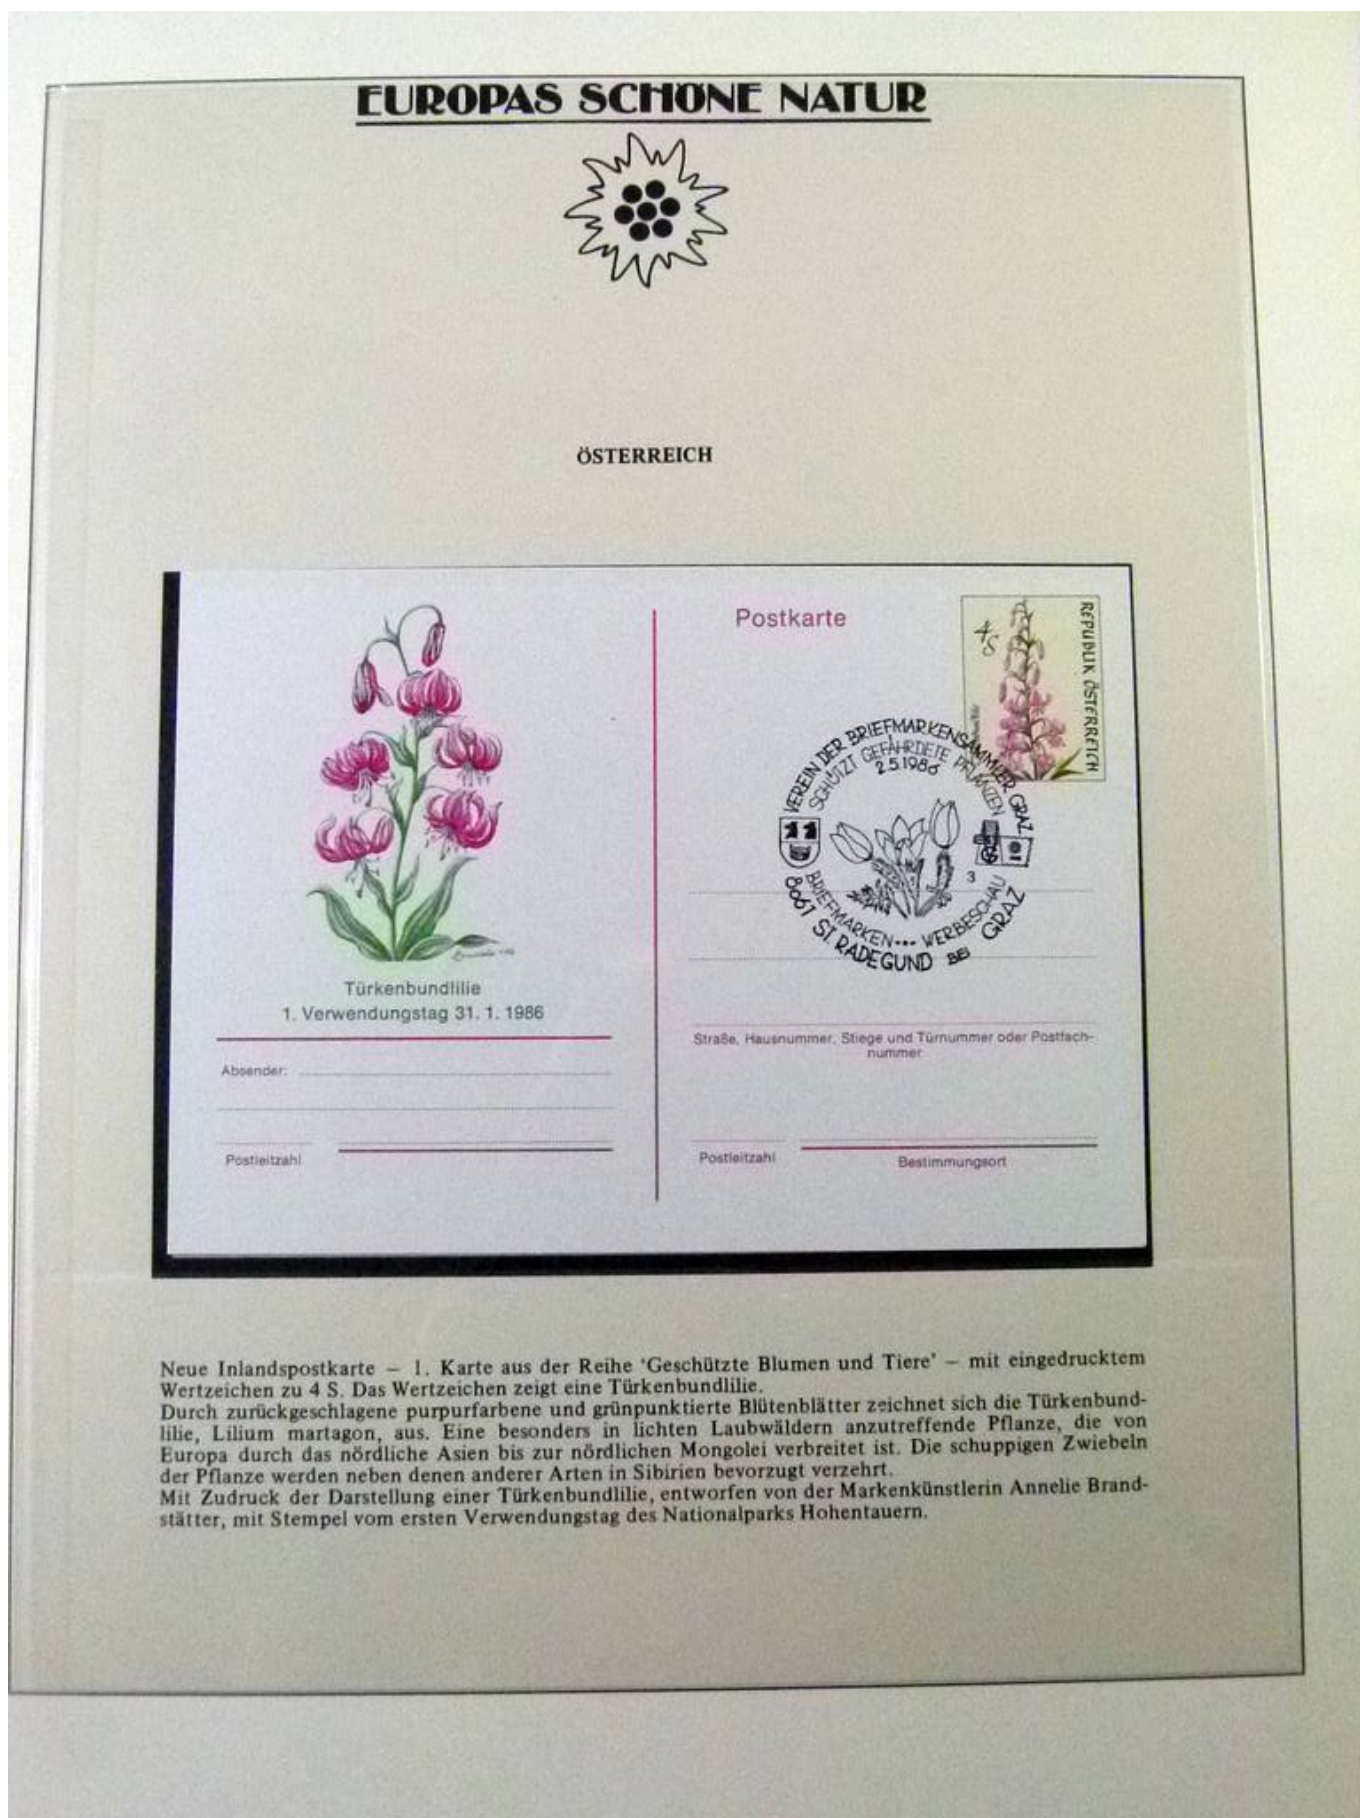 EUROPAS SCHÖNE NATUR
ÖSTERREICH
Türkenbundlilie
1. Verwendungstag 31. 1. 1986
Absender:
Postleitzahl
Postkarte
4 S
REPUBLIK ÖSTERREICH
VEREIN DER BRIEFMARKENSAMMLER GRAZ
SCHÜTZT GEFÄHRDETE PFLANZEN
2.5.1986
3
BRIEFMARKEN... WERBESCHAU
8061 ST. RADEGUND BEI GRAZ
Straße, Hausnummer, Stiege und Türnummer oder Postfach-
nummer
Postleitzahl
Bestimmungsort
Neue Inlandspostkarte – 1. Karte aus der Reihe ‘Geschützte Blumen und Tiere’ – mit eingedrucktem
Wertzeichen zu 4 S. Das Wertzeichen zeigt eine Türkenbundlilie.
Durch zurückgeschlagene purpurfarbene und grünpunktierte Blütenblätter zeichnet sich die Türkenbund-
lilie, Lilium martagon, aus. Eine besonders in lichten Laubwäldern anzutreffende Pflanze, die von
Europa durch das nördliche Asien bis zur nördlichen Mongolei verbreitet ist. Die schuppigen Zwiebeln
der Pflanze werden neben denen anderer Arten in Sibirien bevorzugt verzehrt.
Mit Zudruck der Darstellung einer Türkenbundlilie, entworfen von der Markenkünstlerin Annelie Brand-
stätter, mit Stempel vom ersten Verwendungstag des Nationalparks Hohentauern.